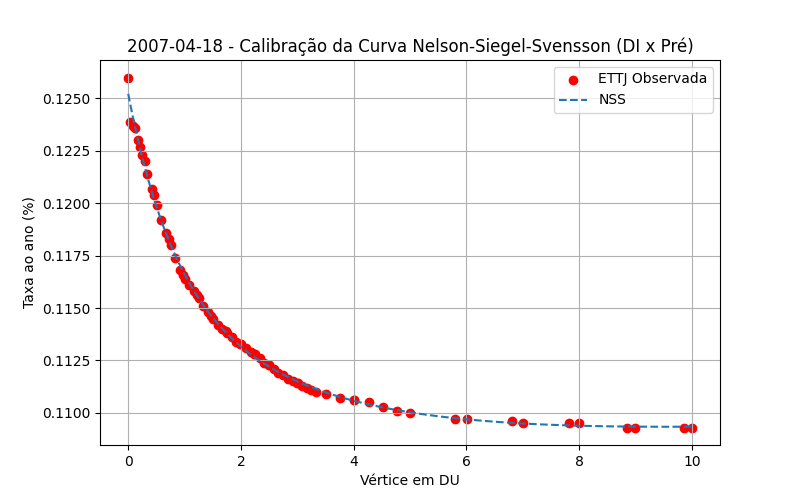 2007-04-18 - Calibração da Curva Nelson-Siegel-Svensson (DI x Pré)
ETTJ Observada
NSS
Taxa ao ano (%)
0.1250
0.1225
0.1200
0.1175
0.1150
0.1125
0.1100
0 2 4 6 8 10
Vértice em DU